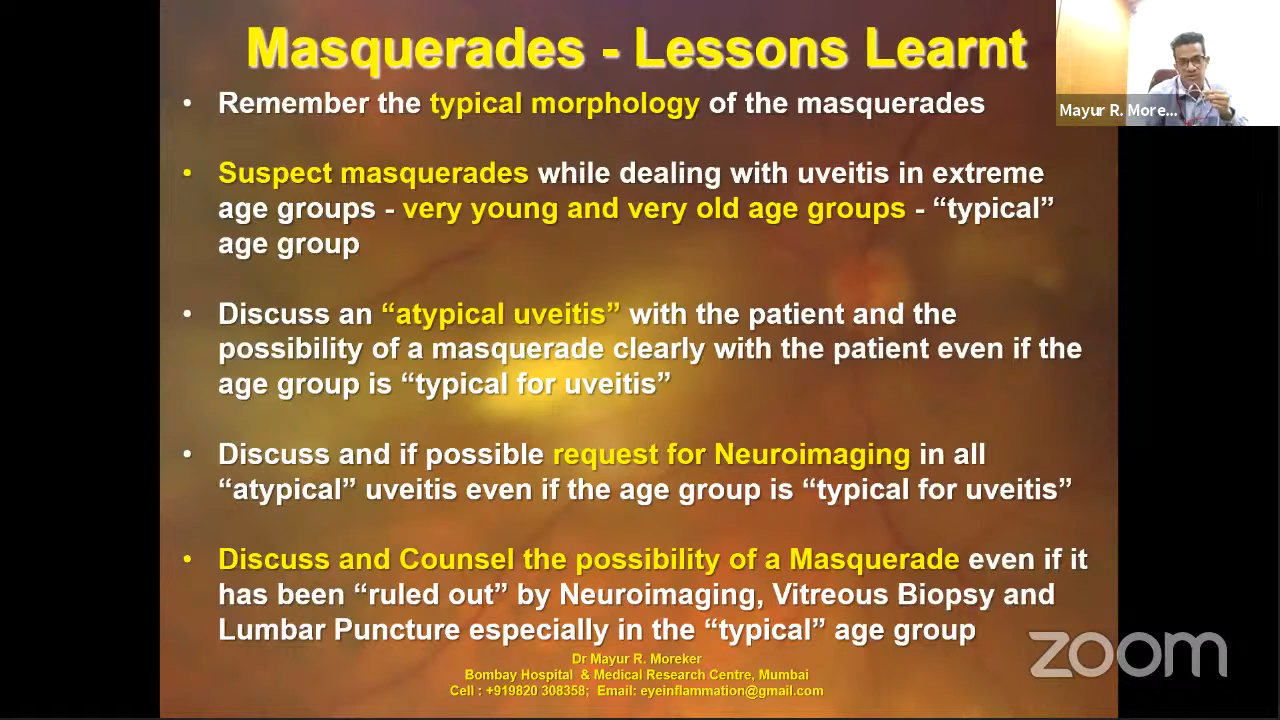 Masquerades - Lessons Learnt
Mayur R. More...
• Remember the typical morphology of the masquerades
• Suspect masquerades while dealing with uveitis in extreme
age groups - very young and very old age groups - “typical”
age group
• Discuss an “atypical uveitis” with the patient and the
possibility of a masquerade clearly with the patient even if the
age group is “typical for uveitis”
• Discuss and if possible request for Neuroimaging in all
“atypical” uveitis even if the age group is “typical for uveitis”
• Discuss and Counsel the possibility of a Masquerade even if it
has been “ruled out” by Neuroimaging, Vitreous Biopsy and
Lumbar Puncture especially in the “typical” age group
Dr Mayur R. Moreker
Bombay Hospital & Medical Research Centre, Mumbai
Cell : +919820 308358; Email: eyeinflammation@gmail.com
zoom